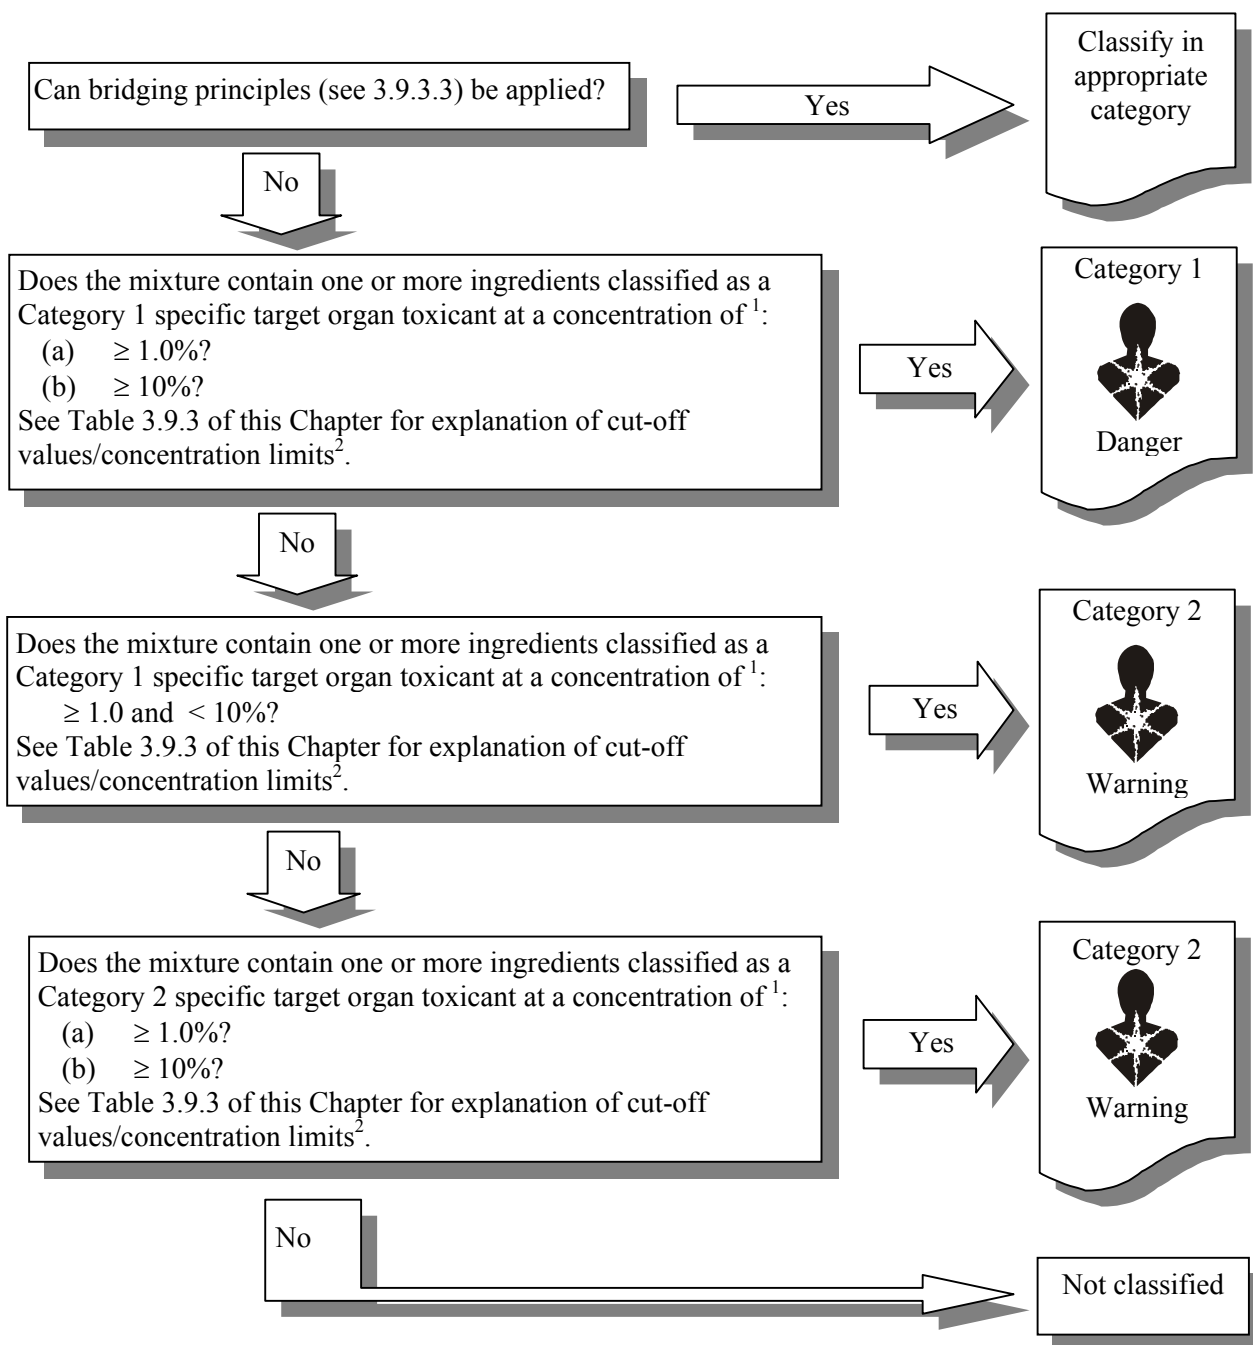 Can bridging principles (see 3.9.3.3) be applied?
Yes
Classify in
appropriate
category
No
Does the mixture contain one or more ingredients classified as a
Category 1 specific target organ toxicant at a concentration of ¹:
(a) ≥ 1.0%?
(b) ≥ 10%?
See Table 3.9.3 of this Chapter for explanation of cut-off
values/concentration limits².
Yes
Category 1
Danger
No
Does the mixture contain one or more ingredients classified as a
Category 1 specific target organ toxicant at a concentration of ¹:
≥ 1.0 and < 10%?
See Table 3.9.3 of this Chapter for explanation of cut-off
values/concentration limits².
Yes
Category 2
Warning
No
Does the mixture contain one or more ingredients classified as a
Category 2 specific target organ toxicant at a concentration of ¹:
(a) ≥ 1.0%?
(b) ≥ 10%?
See Table 3.9.3 of this Chapter for explanation of cut-off
values/concentration limits².
Yes
Category 2
Warning
No
Not classified